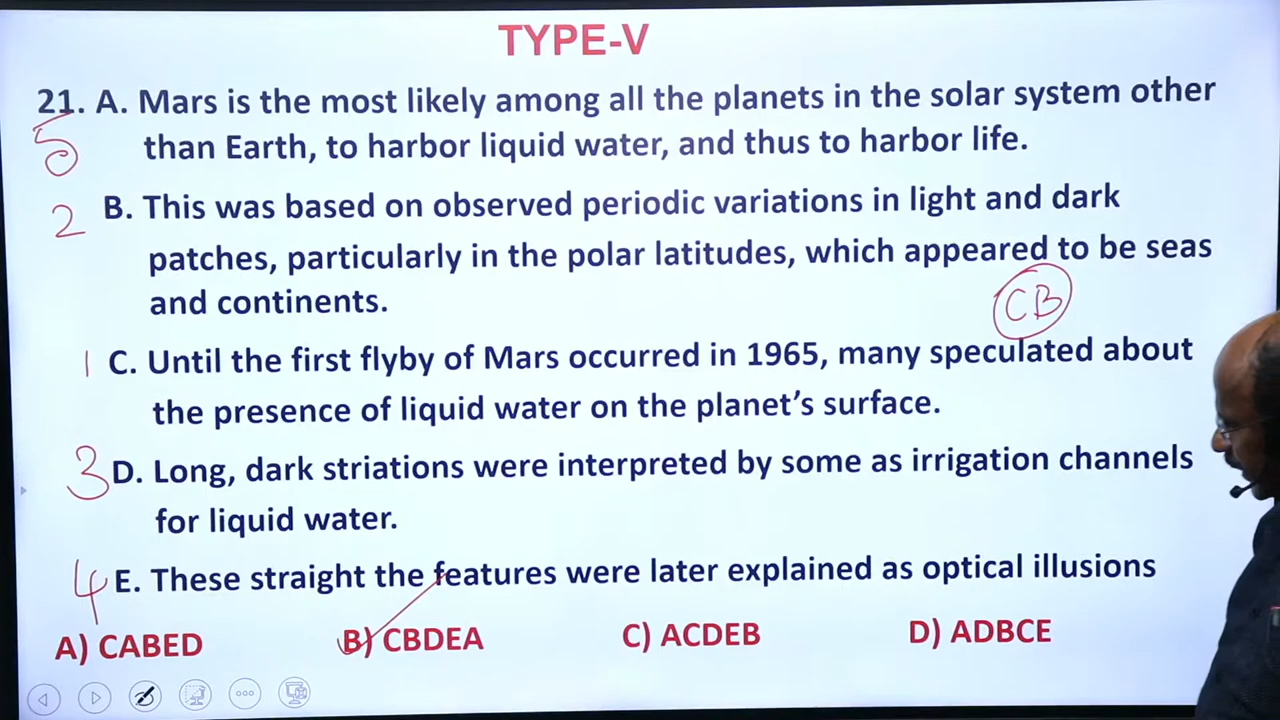 TYPE-V
21. A. Mars is the most likely among all the planets in the solar system other
5
than Earth, to harbor liquid water, and thus to harbor life.
2 B. This was based on observed periodic variations in light and dark
patches, particularly in the polar latitudes, which appeared to be seas
and continents.
CB
1 C. Until the first flyby of Mars occurred in 1965, many speculated about
the presence of liquid water on the planet’s surface.
3 D. Long, dark striations were interpreted by some as irrigation channels
for liquid water.
4 E. These straight the features were later explained as optical illusions
A) CABED B) CBDEA C) ACDEB D) ADBCE